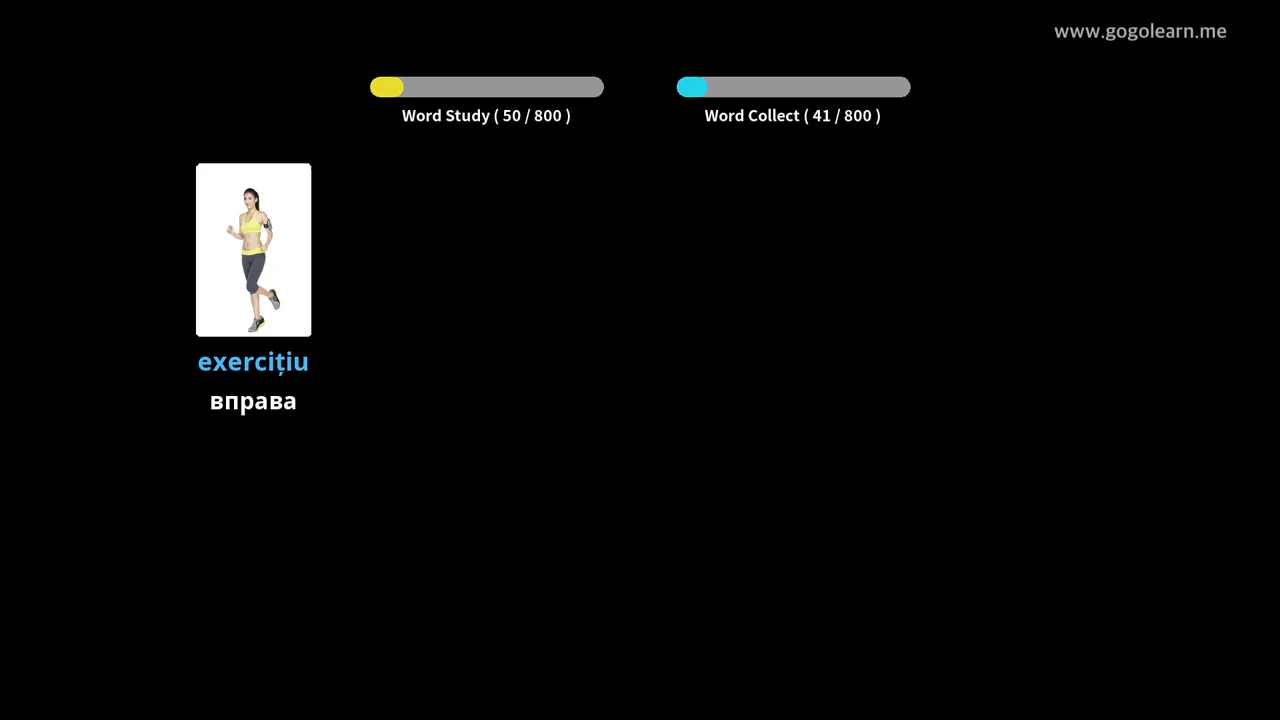 www.gogolearn.me
Word Study ( 50 / 800 )
Word Collect ( 41 / 800 )
exercițiu
вправа